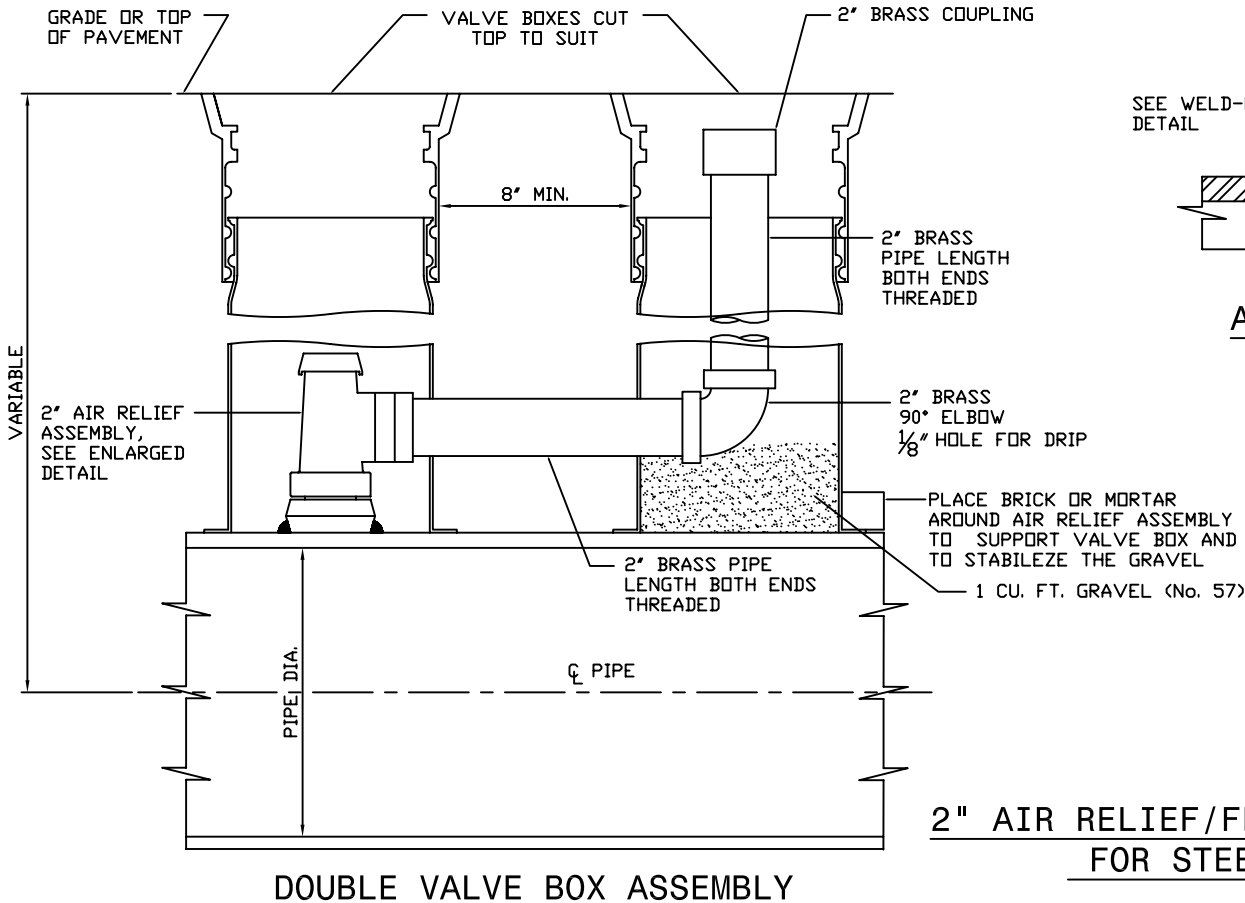 GRADE OR TOP
OF PAVEMENT
VALVE BOXES CUT
TOP TO SUIT
2" BRASS COUPLING
SEE WELD-
DETAIL
8" MIN.
2" BRASS
PIPE LENGTH
BOTH ENDS
THREADED
A
VARIABLE
2" AIR RELIEF
ASSEMBLY,
SEE ENLARGED
DETAIL
2" BRASS
90° ELBOW
1/8" HOLE FOR DRIP
PLACE BRICK OR MORTAR
AROUND AIR RELIEF ASSEMBLY
TO SUPPORT VALVE BOX AND
TO STABILEZE THE GRAVEL
2" BRASS PIPE
LENGTH BOTH ENDS
THREADED
1 CU. FT. GRAVEL (No. 57)
PIPE DIA.
℄ PIPE
2" AIR RELIEF/
FOR STEE
DOUBLE VALVE BOX ASSEMBLY